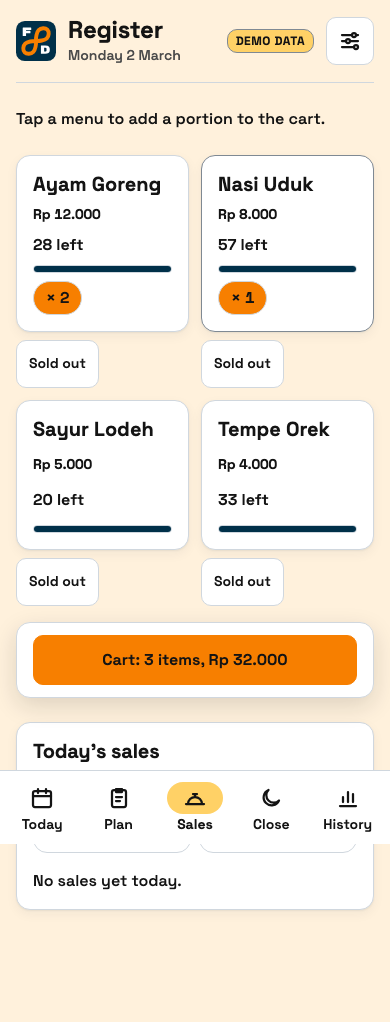 F
D
Register
Monday 2 March
DEMO DATA
Tap a menu to add a portion to the cart.
Ayam Goreng
Rp 12.000
28 left
× 2
Sold out
Nasi Uduk
Rp 8.000
57 left
× 1
Sold out
Sayur Lodeh
Rp 5.000
20 left
Sold out
Tempe Orek
Rp 4.000
33 left
Sold out
Cart: 3 items, Rp 32.000
Today's sales
Today
Plan
Sales
Close
History
No sales yet today.